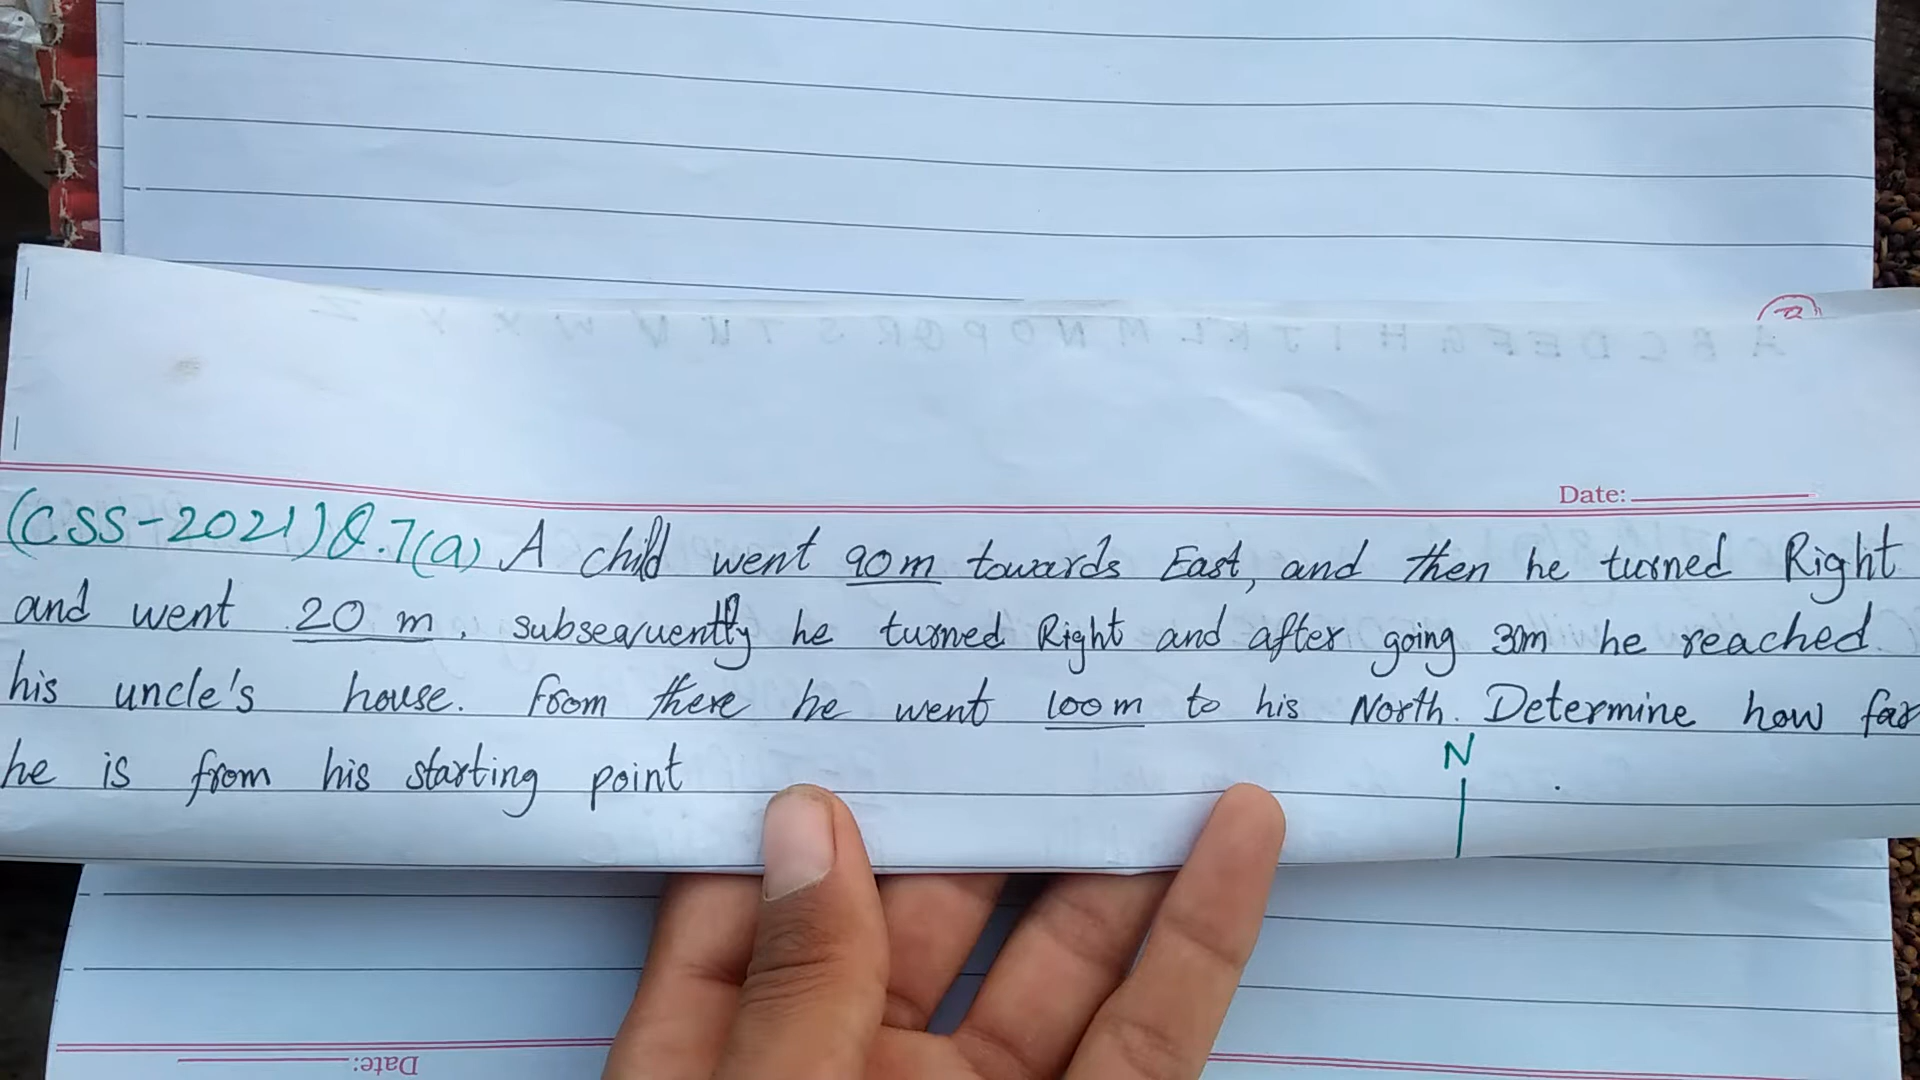 A B C D E F G H I J K L M N O P Q R S T U V W X Y Z
Date:
(CSS-2021) Q.7(a) A child went 90m towards East, and then he turned Right
and went 20 m. subsequently he turned Right and after going 30m he reached
his uncle's house. From there he went 100m to his North. Determine how far
he is from his starting point
N
Date: